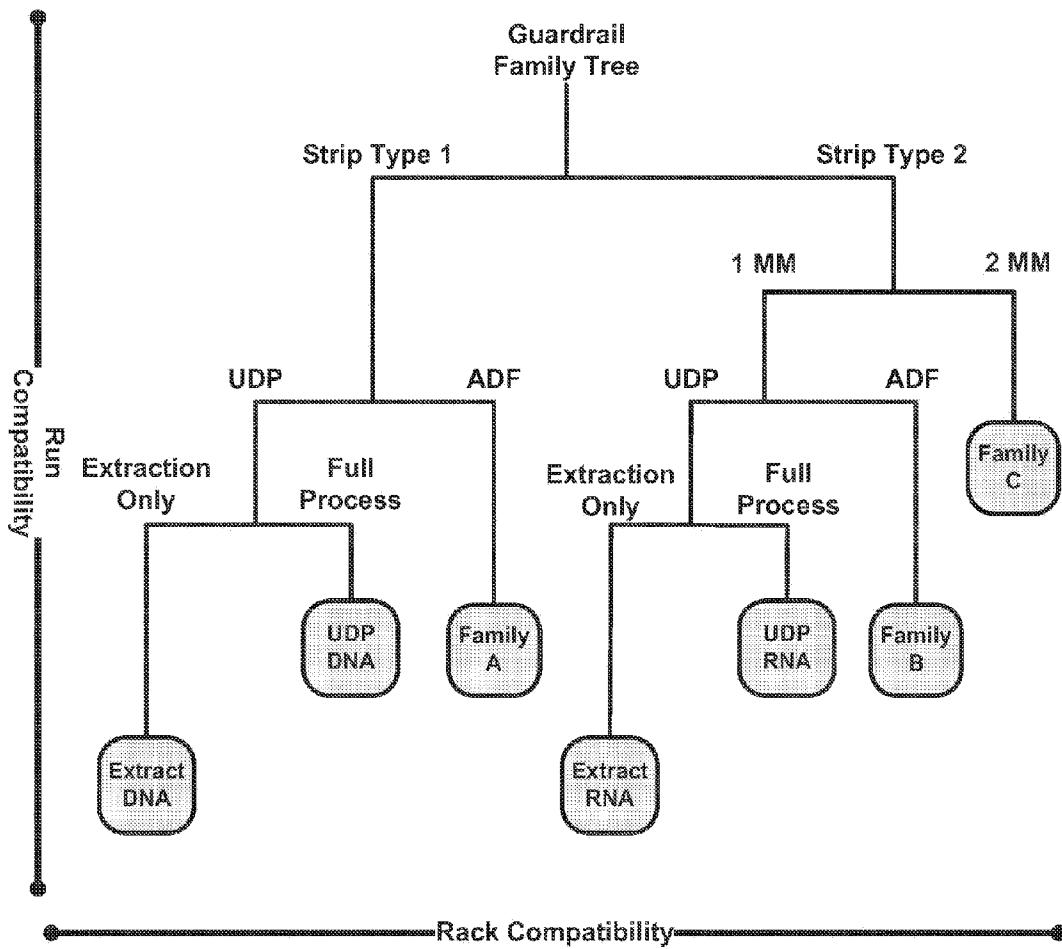 Guardrail
Family Tree
Strip Type 1
Strip Type 2
1 MM
2 MM
UDP
ADF
UDP
ADF
Family
C
Extraction
Only
Full
Process
Extraction
Only
Full
Process
UDP
DNA
Family
A
UDP
RNA
Family
B
Extract
DNA
Extract
RNA
Run
Compatibility
Rack Compatibility